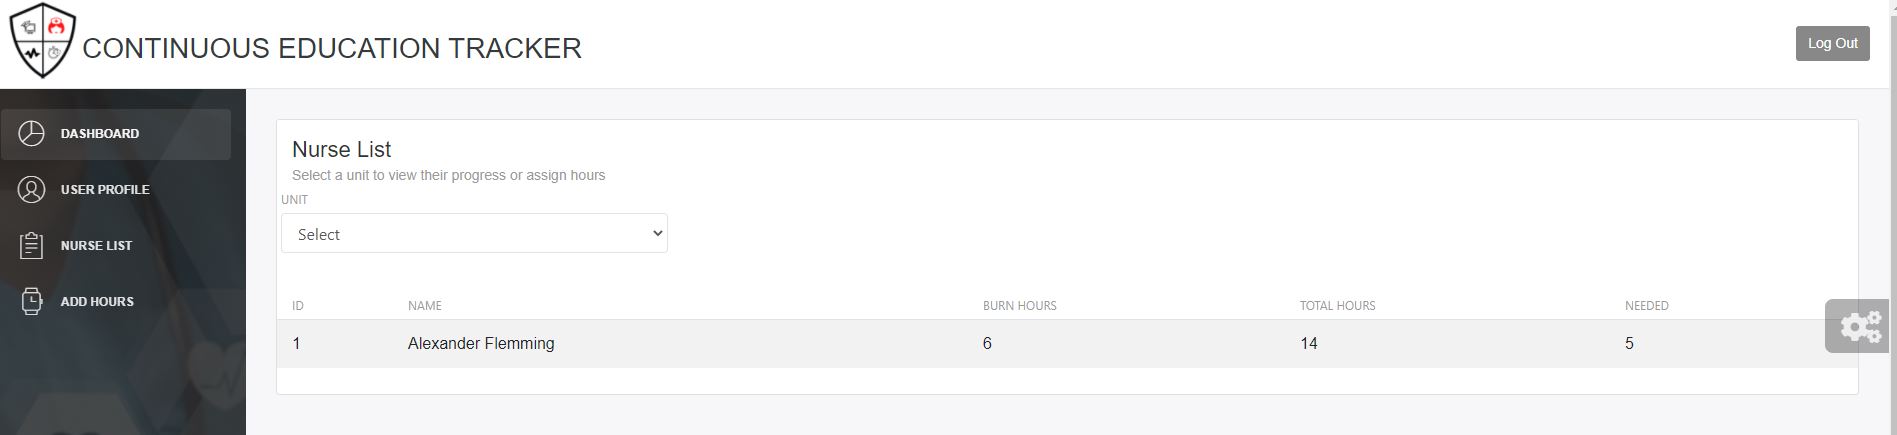 CONTINUOUS EDUCATION TRACKER
Log Out
DASHBOARD
USER PROFILE
NURSE LIST
ADD HOURS
Nurse List
Select a unit to view their progress or assign hours
UNIT
Select
ID NAME BURN HOURS TOTAL HOURS NEEDED
1 Alexander Flemming 6 14 5